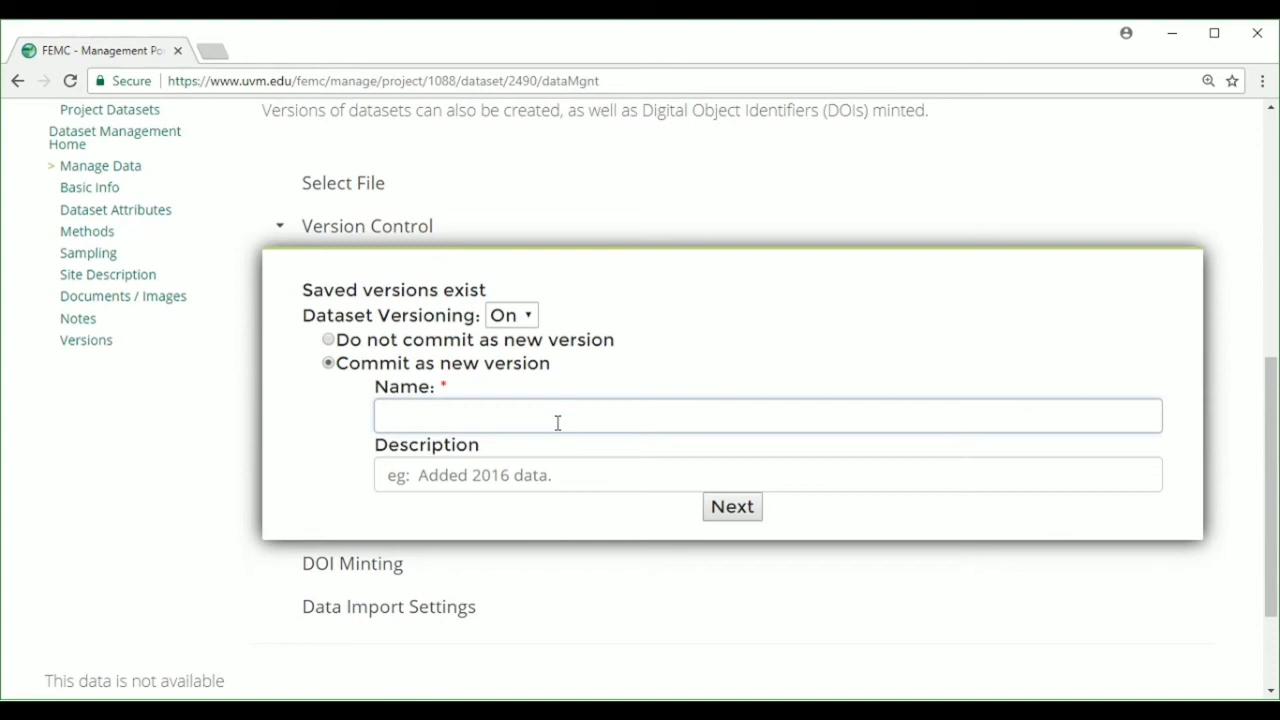 FEMC - Management Po
Secure
https://www.uvm.edu/femc/manage/project/1088/dataset/2490/dataMgnt
Project Datasets
Dataset Management
Home
> Manage Data
Basic Info
Dataset Attributes
Methods
Sampling
Site Description
Documents / Images
Notes
Versions
This data is not available
Versions of datasets can also be created, as well as Digital Object Identifiers (DOIs) minted.
Select File
Version Control
Saved versions exist
Dataset Versioning: On
Do not commit as new version
Commit as new version
Name: *
Description
eg: Added 2016 data.
Next
DOI Minting
Data Import Settings